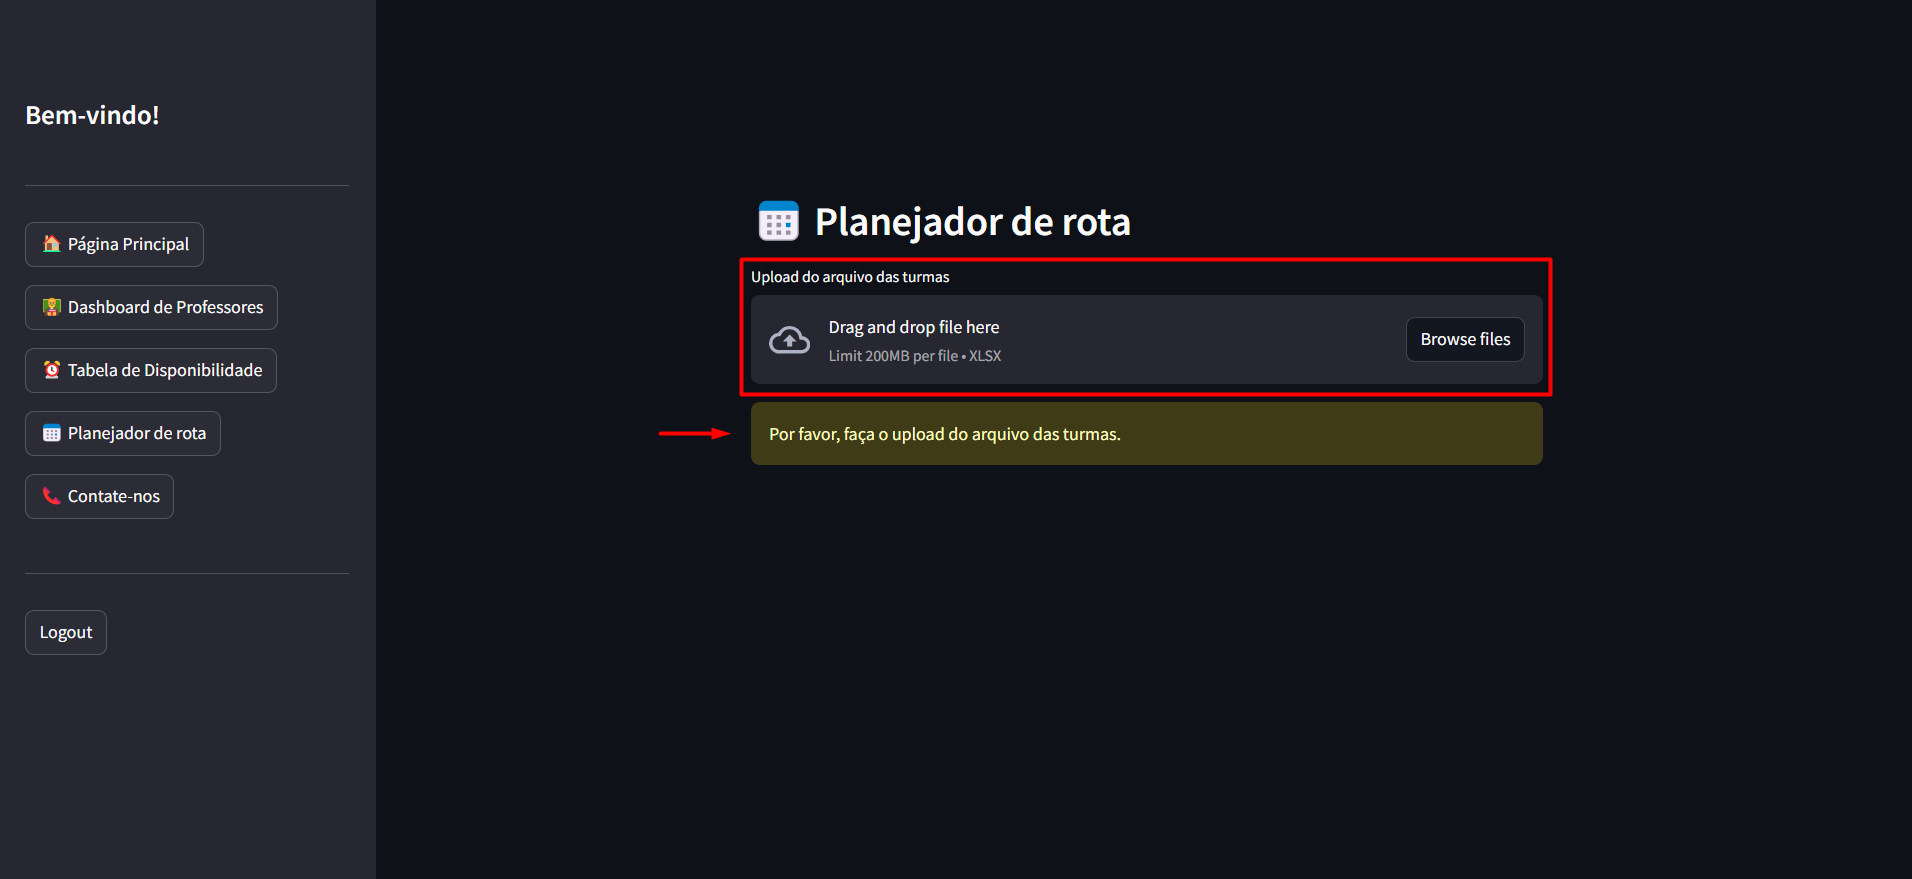 Bem-vindo!
Página Principal
Dashboard de Professores
Tabela de Disponibilidade
Planejador de rota
Contate-nos
Logout
Planejador de rota
Upload do arquivo das turmas
Drag and drop file here
Limit 200MB per file • XLSX
Browse files
Por favor, faça o upload do arquivo das turmas.